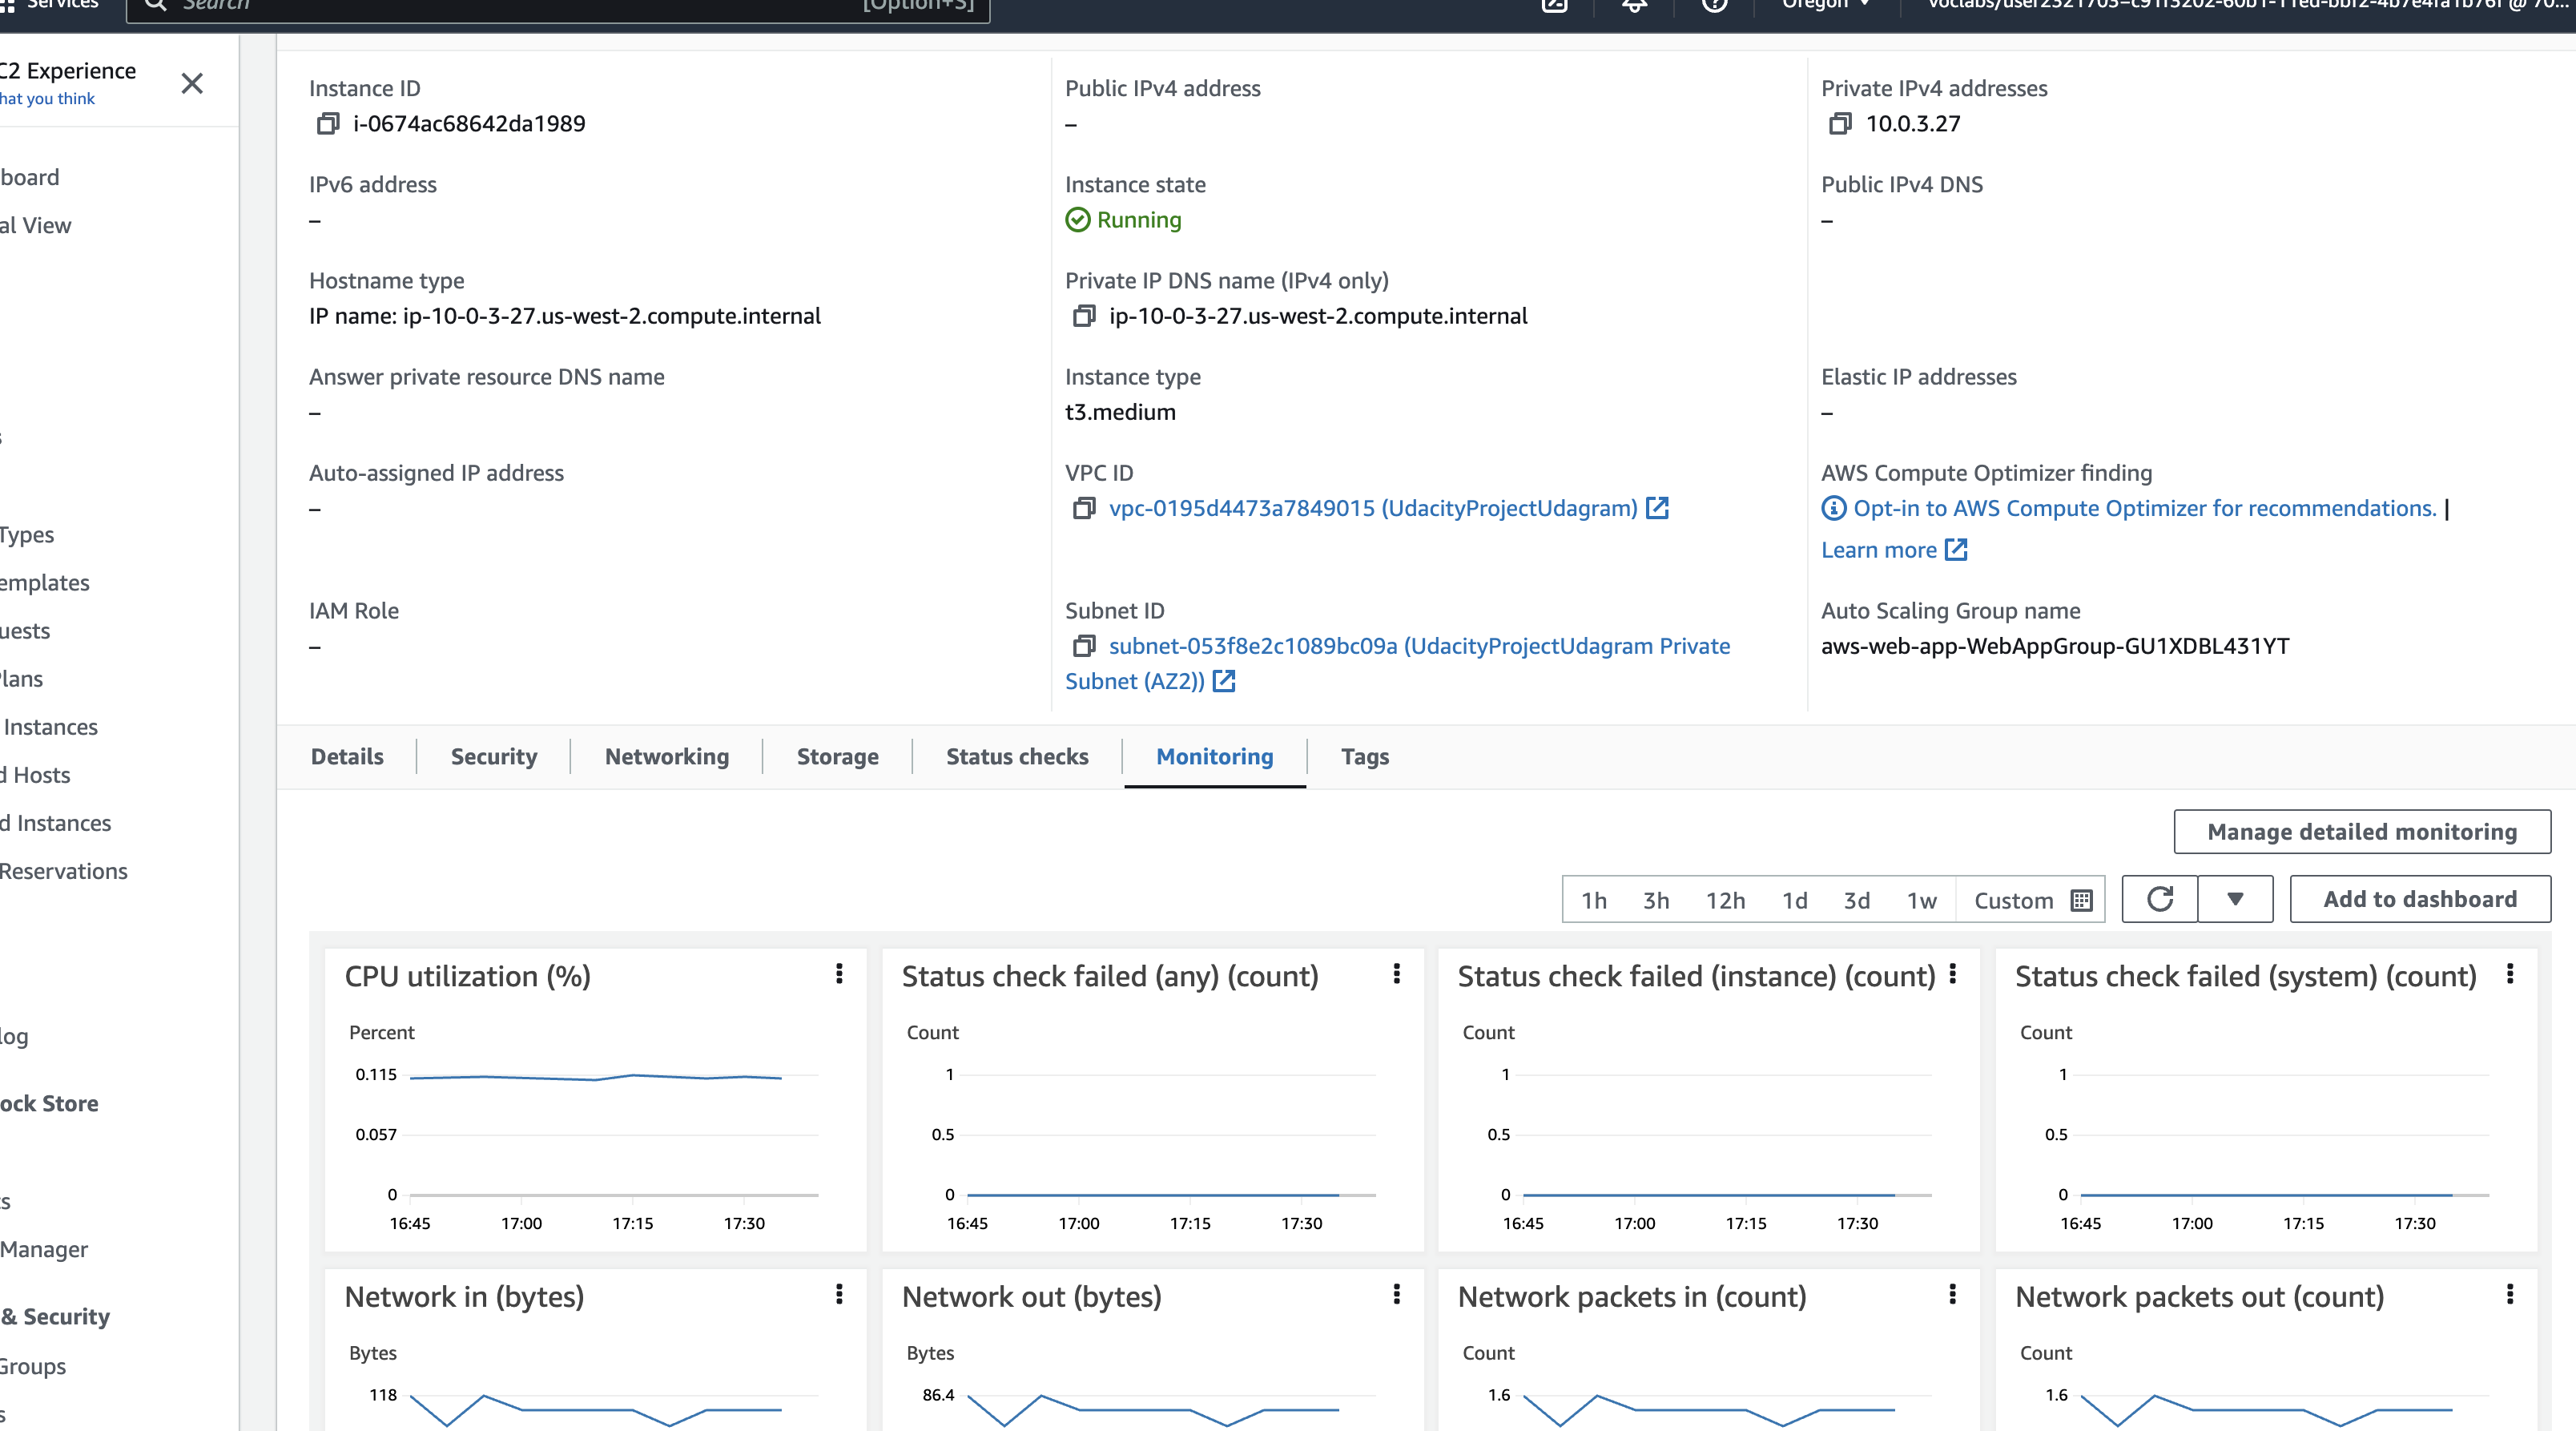 Services
Search
[Option+S]
Oregon
C2 Experience
hat you think
board
al View
s
Types
emplates
uests
Plans
Instances
d Hosts
d Instances
Reservations
log
ock Store
ts
Manager
& Security
Groups
s
Instance ID
i-0674ac68642da1989
IPv6 address
–
Hostname type
IP name: ip-10-0-3-27.us-west-2.compute.internal
Answer private resource DNS name
–
Auto-assigned IP address
–
IAM Role
–
Public IPv4 address
–
Instance state
Running
Private IP DNS name (IPv4 only)
ip-10-0-3-27.us-west-2.compute.internal
Instance type
t3.medium
VPC ID
vpc-0195d4473a7849015 (UdacityProjectUdagram)
Subnet ID
subnet-053f8e2c1089bc09a (UdacityProjectUdagram Private
Subnet (AZ2))
Private IPv4 addresses
10.0.3.27
Public IPv4 DNS
–
Elastic IP addresses
–
AWS Compute Optimizer finding
Opt-in to AWS Compute Optimizer for recommendations. |
Learn more
Auto Scaling Group name
aws-web-app-WebAppGroup-GU1XDBL431YT
Details
Security
Networking
Storage
Status checks
Monitoring
Tags
Manage detailed monitoring
1h 3h 12h 1d 3d 1w Custom
Add to dashboard
CPU utilization (%)
Percent
0.115
0.057
0
16:45 17:00 17:15 17:30
Status check failed (any) (count)
Count
1
0.5
0
16:45 17:00 17:15 17:30
Status check failed (instance) (count)
Count
1
0.5
0
16:45 17:00 17:15 17:30
Status check failed (system) (count)
Count
1
0.5
0
16:45 17:00 17:15 17:30
Network in (bytes)
Bytes
118
Network out (bytes)
Bytes
86.4
Network packets in (count)
Count
1.6
Network packets out (count)
Count
1.6